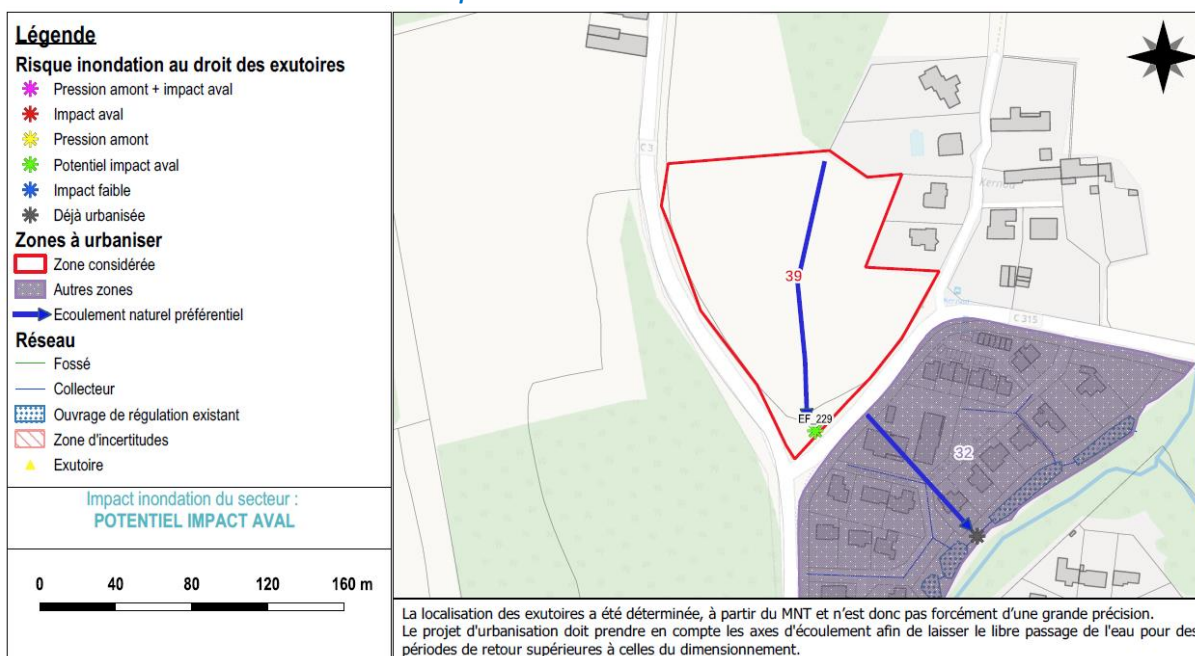 Légende
Risque inondation au droit des exutoires
Pression amont + impact aval
Impact aval
Pression amont
Potentiel impact aval
Impact faible
Déjà urbanisée
Zones à urbaniser
Zone considérée
Autres zones
Ecoulement naturel préférentiel
Réseau
Fossé
Collecteur
Ouvrage de régulation existant
Zone d'incertitudes
Exutoire
Impact inondation du secteur :
POTENTIEL IMPACT AVAL
0 40 80 120 160 m
C 3
39
EF_229
C 315
32
La localisation des exutoires a été déterminée, à partir du MNT et n'est donc pas forcément d'une grande précision.
Le projet d'urbanisation doit prendre en compte les axes d'écoulement afin de laisser le libre passage de l'eau pour des
périodes de retour supérieures à celles du dimensionnement.